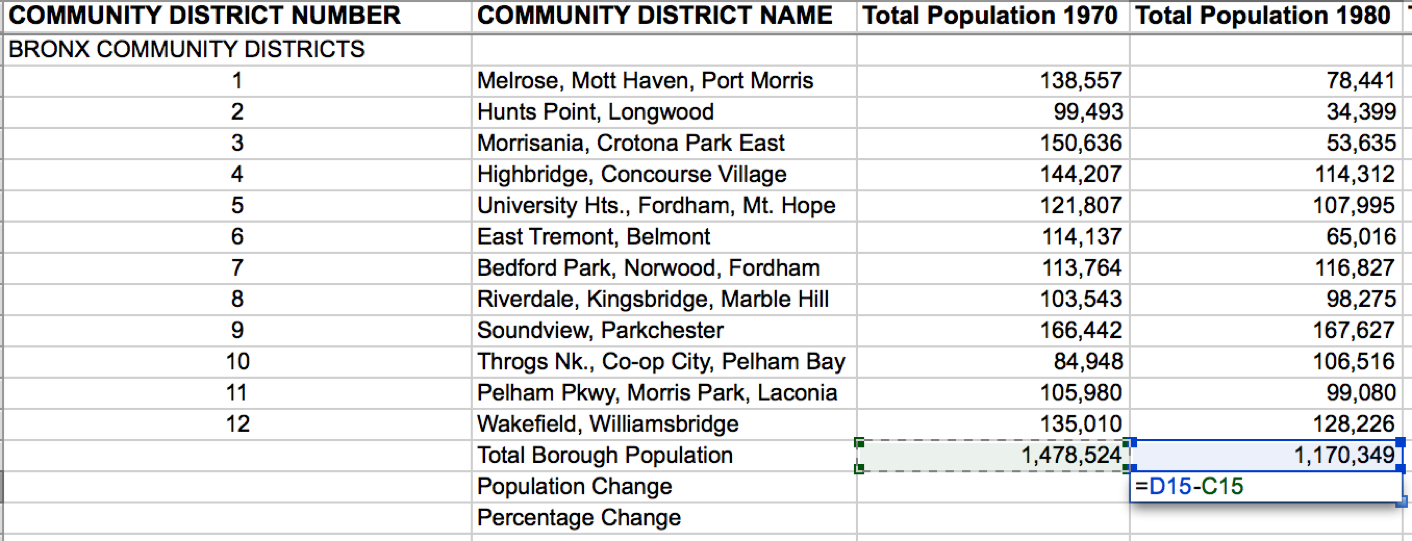 COMMUNITY DISTRICT NUMBER COMMUNITY DISTRICT NAME Total Population 1970 Total Population 1980
BRONX COMMUNITY DISTRICTS
1 Melrose, Mott Haven, Port Morris 138,557 78,441
2 Hunts Point, Longwood 99,493 34,399
3 Morrisania, Crotona Park East 150,636 53,635
4 Highbridge, Concourse Village 144,207 114,312
5 University Hts., Fordham, Mt. Hope 121,807 107,995
6 East Tremont, Belmont 114,137 65,016
7 Bedford Park, Norwood, Fordham 113,764 116,827
8 Riverdale, Kingsbridge, Marble Hill 103,543 98,275
9 Soundview, Parkchester 166,442 167,627
10 Throgs Nk., Co-op City, Pelham Bay 84,948 106,516
11 Pelham Pkwy, Morris Park, Laconia 105,980 99,080
12 Wakefield, Williamsbridge 135,010 128,226
Total Borough Population 1,478,524 1,170,349
Population Change =D15-C15
Percentage Change